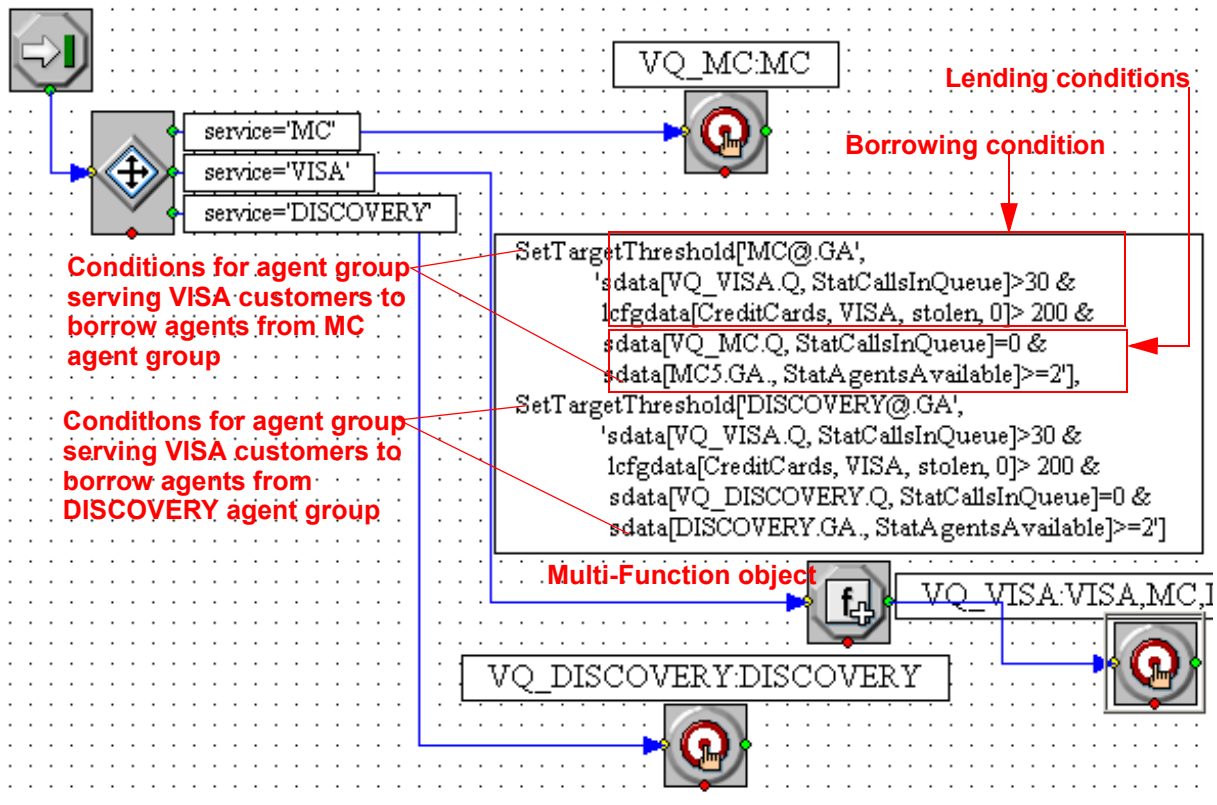 VQ_MC:MC
Lending conditions
service='MC'
Borrowing condition
service='VISA'
service='DISCOVERY'
SetTargetThreshold['MC@.GA',
'sdata[VQ_VISA.Q, StatCallsInQueue]>30 &
lcfgdata[CreditCards, VISA, stolen, 0]> 200 &
sdata[VQ_MC.Q, StatCallsInQueue]=0 &
sdata[MC5.GA., StatAgentsAvailable]>=2'],
SetTargetThreshold['DISCOVERY@.GA',
'sdata[VQ_VISA.Q, StatCallsInQueue]>30 &
lcfgdata[CreditCards, VISA, stolen, 0]> 200 &
sdata[VQ_DISCOVERY.Q, StatCallsInQueue]=0 &
sdata[DISCOVERY.GA., StatAgentsAvailable]>=2']
Conditions for agent group
serving VISA customers to
borrow agents from MC
agent group
Conditions for agent group
serving VISA customers to
borrow agents from
DISCOVERY agent group
Multi-Function object
f
VQ_VISA:VISA,MC,
VQ_DISCOVERY:DISCOVERY